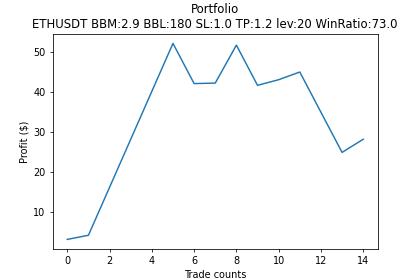 Portfolio
ETHUSDT BBM:2.9 BBL:180 SL:1.0 TP:1.2 lev:20 WinRatio:73.0
50
40
30
20
10
Profit ($)
0 2 4 6 8 10 12 14
Trade counts